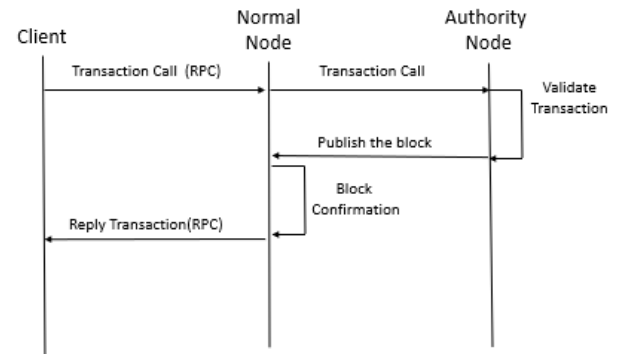 Client
Normal
Node
Authority
Node
Transaction Call (RPC)
Transaction Call
Validate
Transaction
Publish the block
Block
Confirmation
Reply Transaction(RPC)